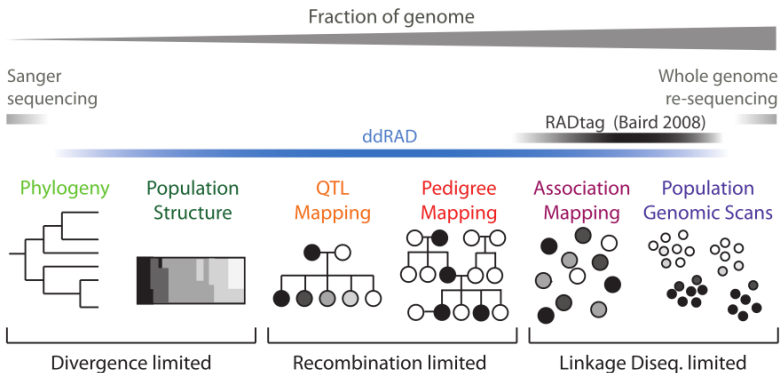 Fraction of genome
Sanger
sequencing
Whole genome
re-sequencing
RADtag (Baird 2008)
ddRAD
Phylogeny
Population
Structure
QTL
Mapping
Pedigree
Mapping
Association
Mapping
Population
Genomic Scans
Divergence limited
Recombination limited
Linkage Diseq. limited